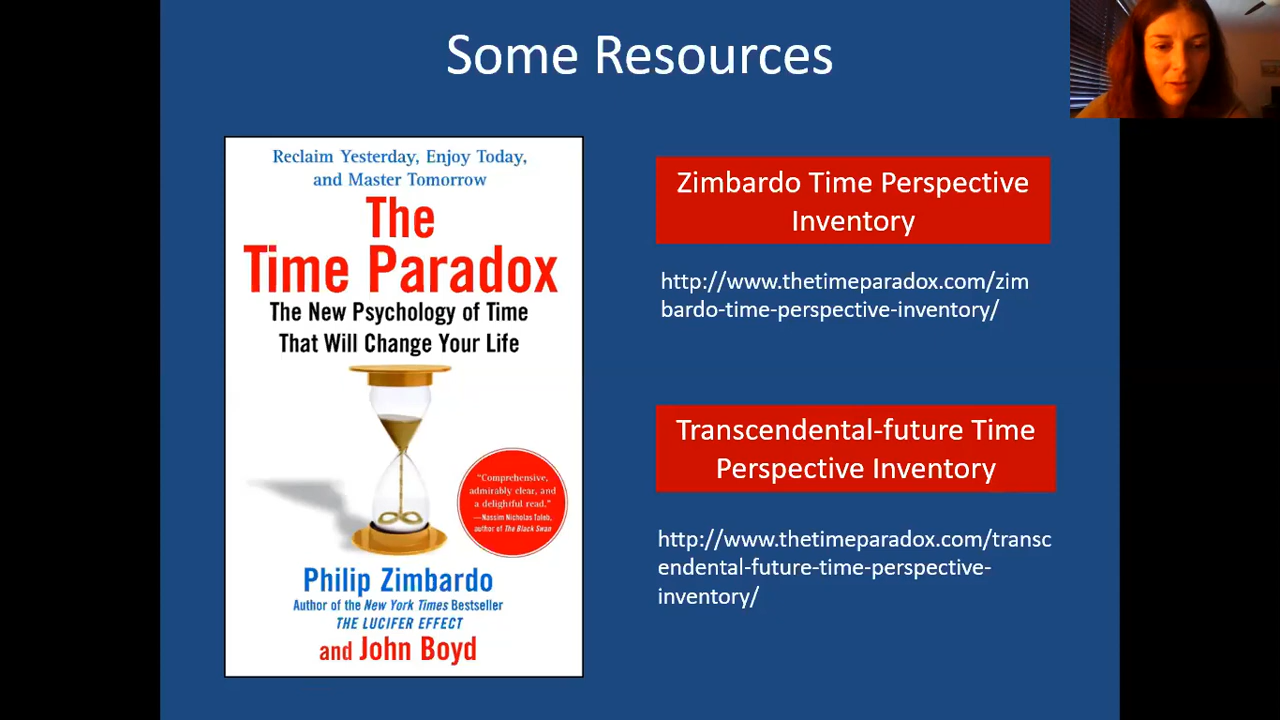 Some Resources
Reclaim Yesterday, Enjoy Today,
and Master Tomorrow
The
Time Paradox
The New Psychology of Time
That Will Change Your Life
"Comprehensive,
admirably clear, and
a delightful read."
—Nassim Nicholas Taleb,
author of The Black Swan
Philip Zimbardo
Author of the New York Times Bestseller
THE LUCIFER EFFECT
and John Boyd
Zimbardo Time Perspective
Inventory
http://www.thetimeparadox.com/zim
bardo-time-perspective-inventory/
Transcendental-future Time
Perspective Inventory
http://www.thetimeparadox.com/transc
endental-future-time-perspective-
inventory/